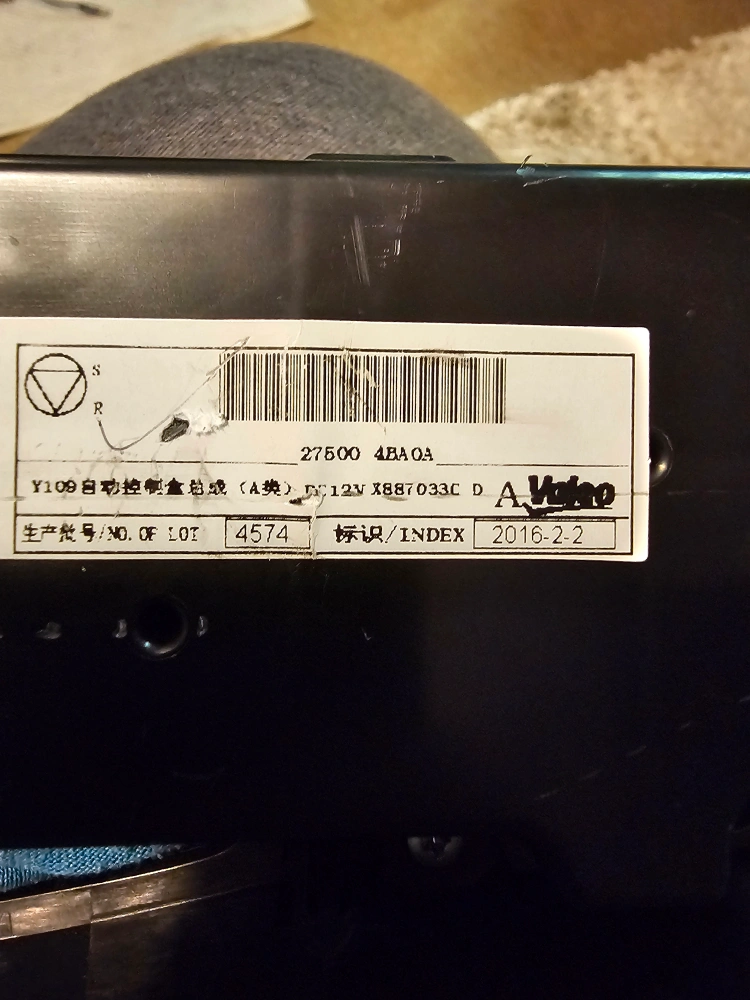 S
R
27500 4BA0A
Y109自动控制盒总成（A类）DC12V X887033C D A Valeo
生产批号/NO.OF LOT 4574 标识/INDEX 2016-2-2